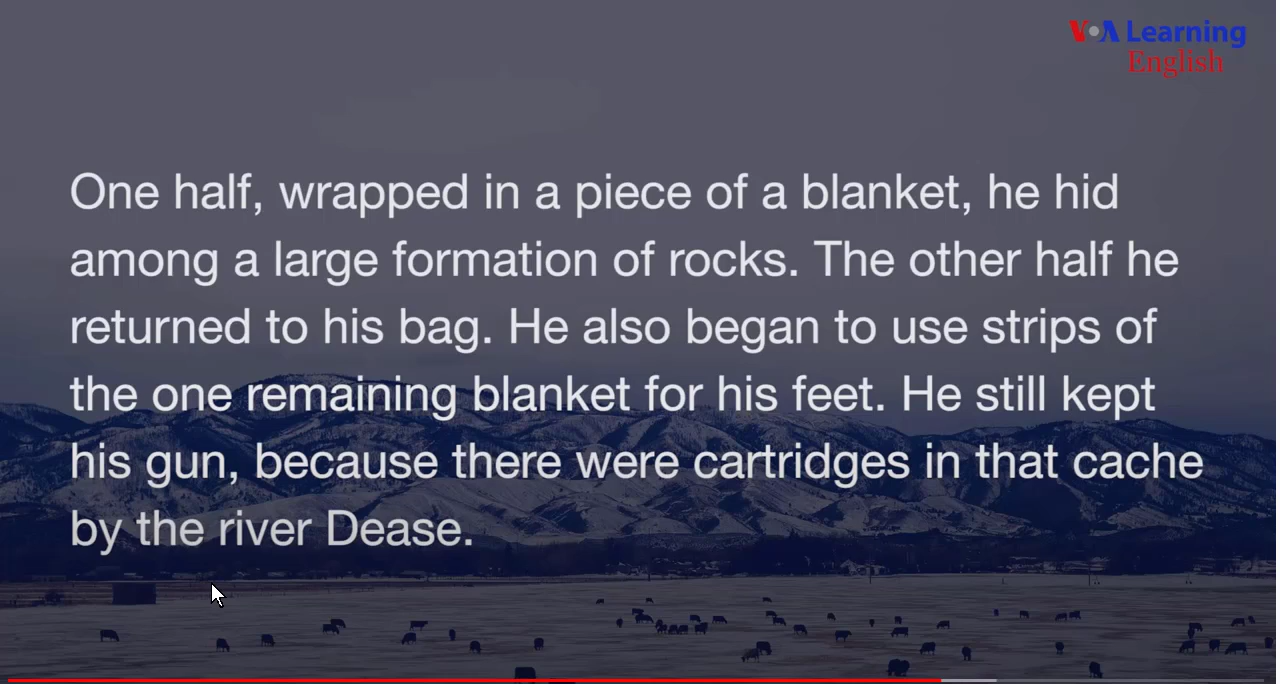 VOA Learning
English
One half, wrapped in a piece of a blanket, he hid
among a large formation of rocks. The other half he
returned to his bag. He also began to use strips of
the one remaining blanket for his feet. He still kept
his gun, because there were cartridges in that cache
by the river Dease.